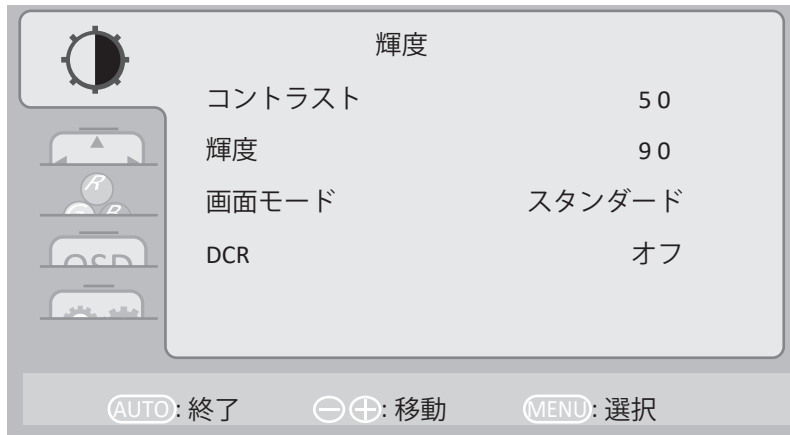 輝度
コントラスト 50
輝度 90
画面モード スタンダード
DCR オフ
R
G B
OSD
AUTO: 終了 ⊖⊕: 移動 MENU: 選択